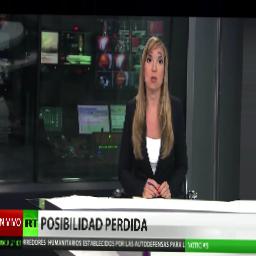 EN VIVO RT POSIBILIDAD PERDIDA
RREDORES HUMANITARIOS ESTABLECIDOS POR LAS AUTODEFENSAS PARA L